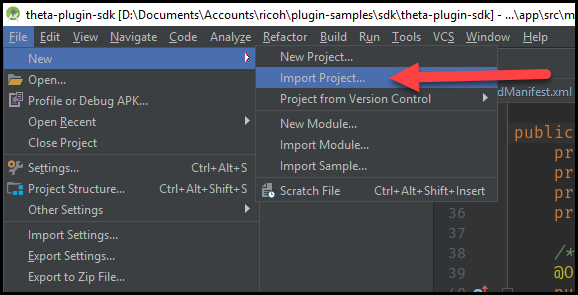 theta-plugin-sdk [D:\Documents\Accounts\ricoh\plugin-samples\sdk\theta-plugin-sdk] - ...\app\src\m
File Edit View Navigate Code Analyze Refactor Build Run Tools VCS Window Help
New
Open...
Profile or Debug APK...
Open Recent
Close Project
Settings... Ctrl+Alt+S
Project Structure... Ctrl+Alt+Shift+S
Other Settings
Import Settings...
Export Settings...
Export to Zip File...
New Project...
Import Project...
Project from Version Control
New Module...
Import Module...
Import Sample...
Scratch File Ctrl+Alt+Shift+Insert
dManifest.xml
public
pr
pr
pr
36 pr
37
38 /*
39 @O